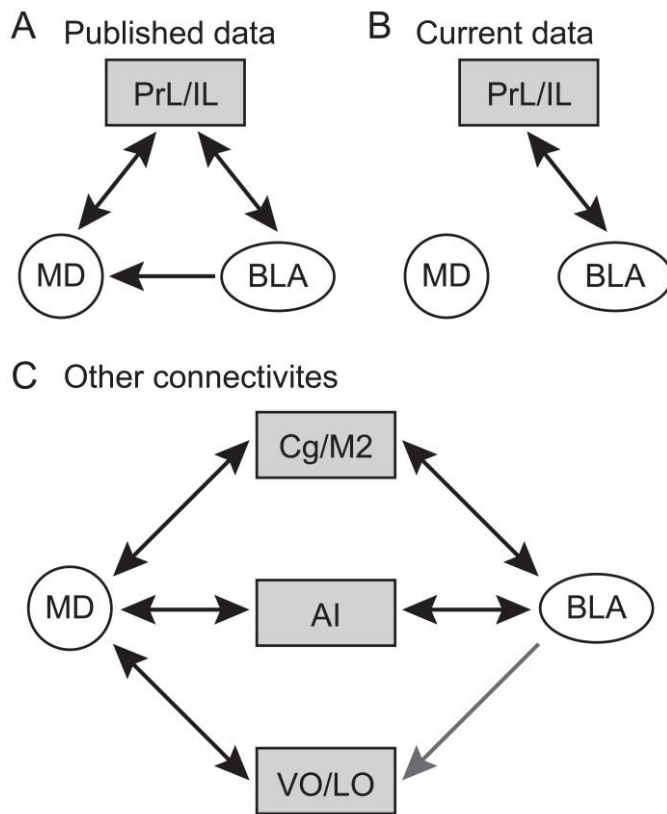 A Published data
PrL/IL
MD
BLA
B Current data
PrL/IL
MD
BLA
C Other connectivites
Cg/M2
MD
AI
BLA
VO/LO